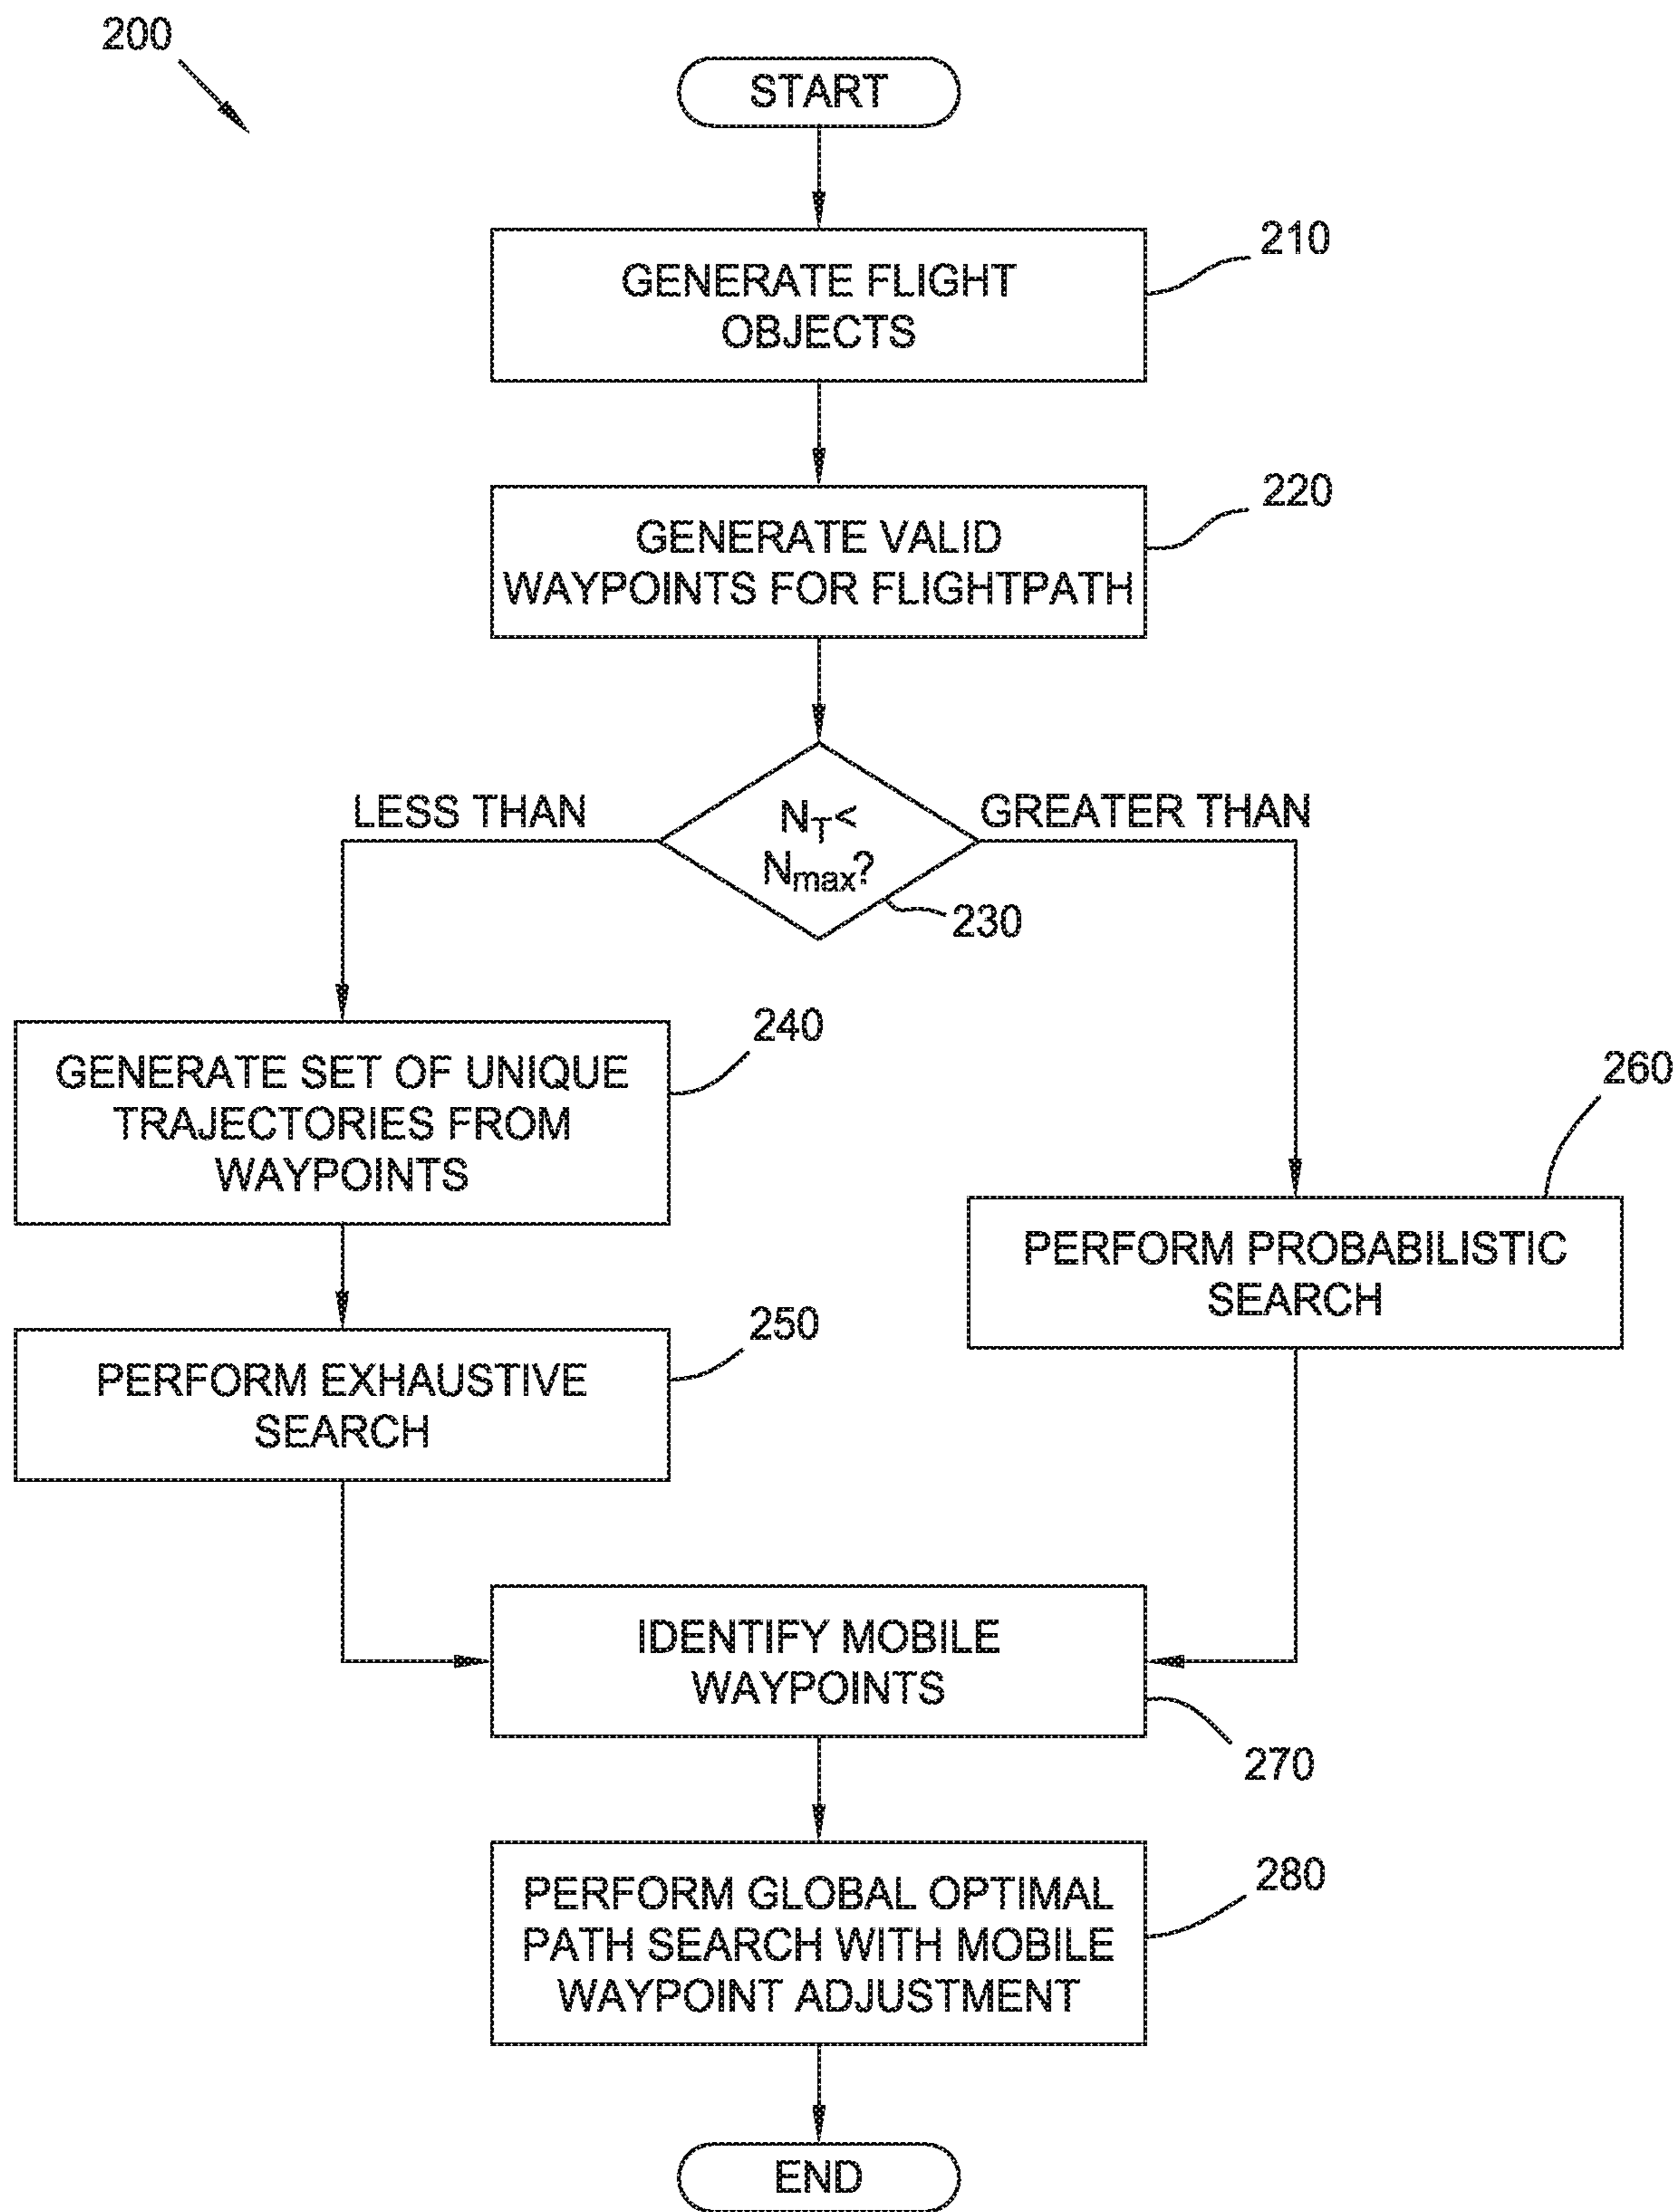 200
START
210
GENERATE FLIGHT
OBJECTS
220
GENERATE VALID
WAYPOINTS FOR FLIGHTPATH
LESS THAN
GREATER THAN
N_T<
N_max?
230
240
GENERATE SET OF UNIQUE
TRAJECTORIES FROM
WAYPOINTS
260
PERFORM PROBABILISTIC
SEARCH
250
PERFORM EXHAUSTIVE
SEARCH
IDENTIFY MOBILE
WAYPOINTS
270
280
PERFORM GLOBAL OPTIMAL
PATH SEARCH WITH MOBILE
WAYPOINT ADJUSTMENT
END